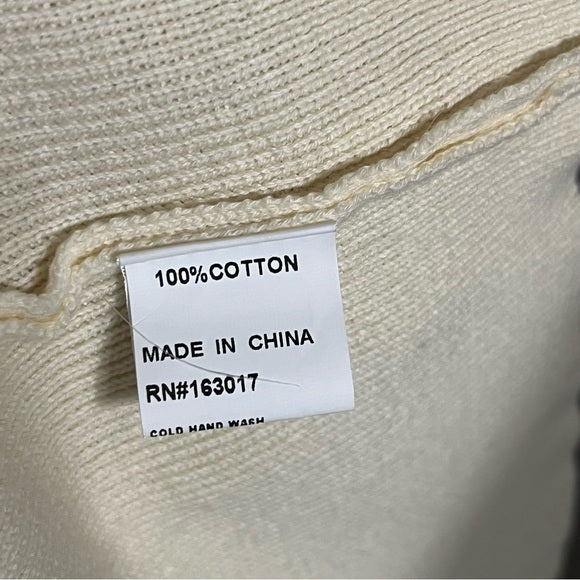 100%COTTON
MADE IN CHINA
RN#163017
COLD HAND WASH